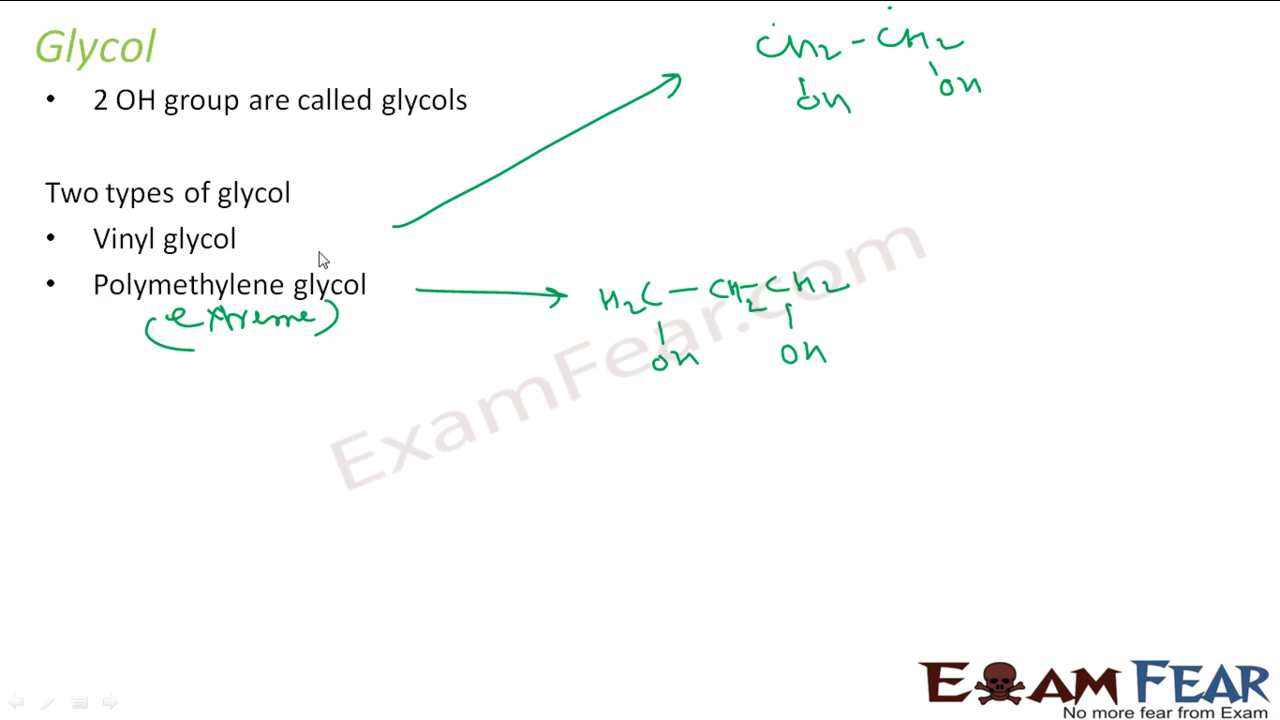 Glycol
• 2 OH group are called glycols
CH2 - CH2
OH OH
Two types of glycol
• Vinyl glycol
• Polymethylene glycol
(extreme)
H2C - CH2 - CH2
OH OH
ExamFear.com
EXAM FEAR
No more fear from Exam